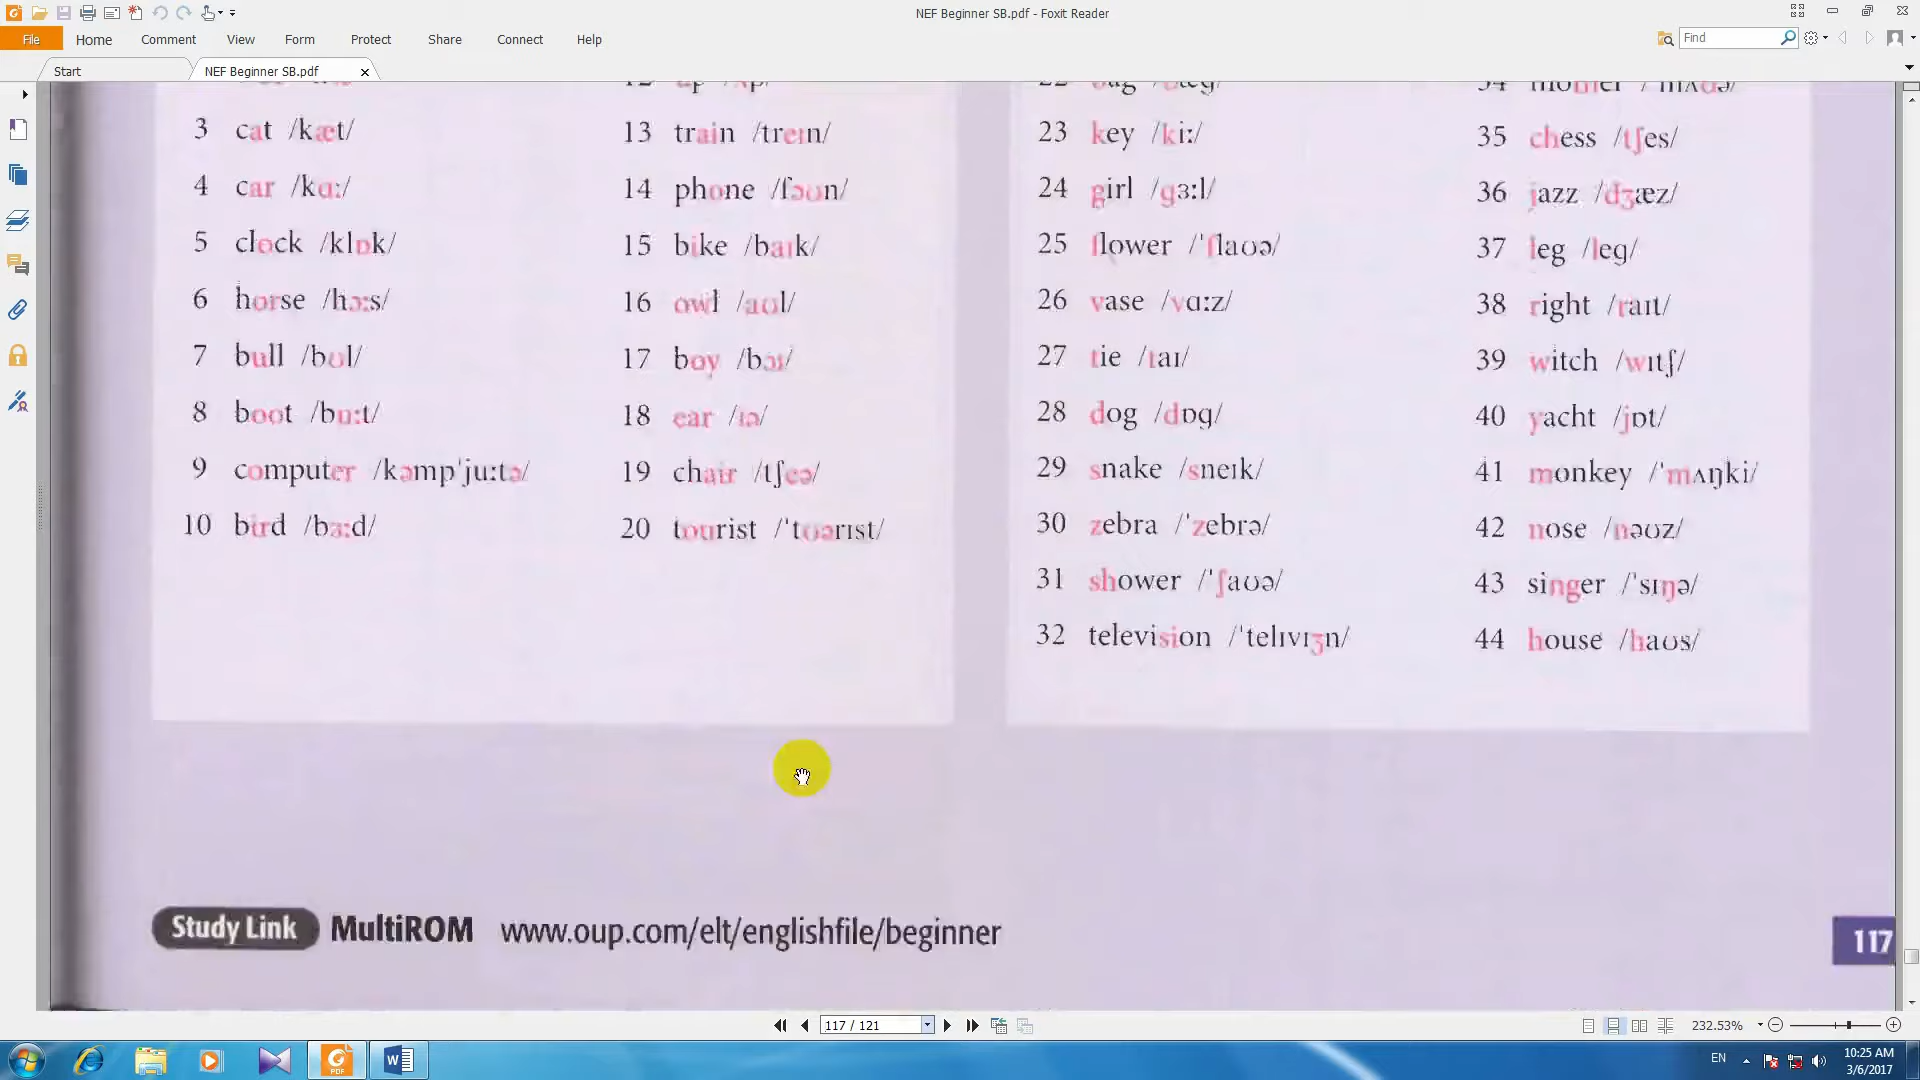 NEF Beginner SB.pdf - Foxit Reader
File Home Comment View Form Protect Share Connect Help
Find
Start
NEF Beginner SB.pdf
3 cat /kæt/
4 car /kɑː/
5 clock /klɒk/
6 horse /hɔːs/
7 bull /bʊl/
8 boot /buːt/
9 computer /kəmpˈjuːtə/
10 bird /bɜːd/
13 train /treɪn/
14 phone /fəʊn/
15 bike /baɪk/
16 owl /aʊl/
17 boy /bɔɪ/
18 ear /ɪə/
19 chair /tʃeə/
20 tourist /ˈtʊərɪst/
23 key /kiː/
24 girl /gɜːl/
25 flower /ˈflaʊə/
26 vase /vɑːz/
27 tie /taɪ/
28 dog /dɒg/
29 snake /sneɪk/
30 zebra /ˈzebrə/
31 shower /ˈʃaʊə/
32 television /ˈtelɪvɪʒn/
34 mother /ˈmʌðə/
35 chess /tʃes/
36 jazz /dʒæz/
37 leg /leg/
38 right /raɪt/
39 witch /wɪtʃ/
40 yacht /jɒt/
41 monkey /ˈmʌŋki/
42 nose /nəʊz/
43 singer /ˈsɪŋə/
44 house /haʊs/
Study Link MultiROM www.oup.com/elt/englishfile/beginner
117
117 / 121
232.53%
EN
10:25 AM
3/6/2017